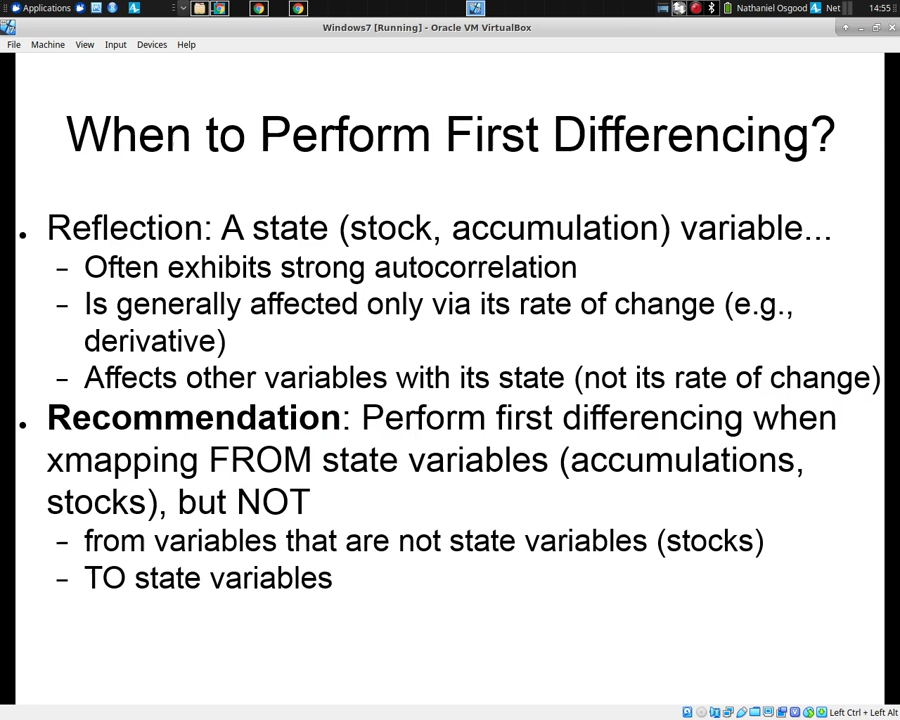 Applications
Nathaniel Osgood
Net
14:55
Windows7 [Running] - Oracle VM VirtualBox
File Machine View Input Devices Help
When to Perform First Differencing?
● Reflection: A state (stock, accumulation) variable...
– Often exhibits strong autocorrelation
– Is generally affected only via its rate of change (e.g.,
derivative)
– Affects other variables with its state (not its rate of change)
● Recommendation: Perform first differencing when
xmapping FROM state variables (accumulations,
stocks), but NOT
– from variables that are not state variables (stocks)
– TO state variables
Left Ctrl + Left Alt